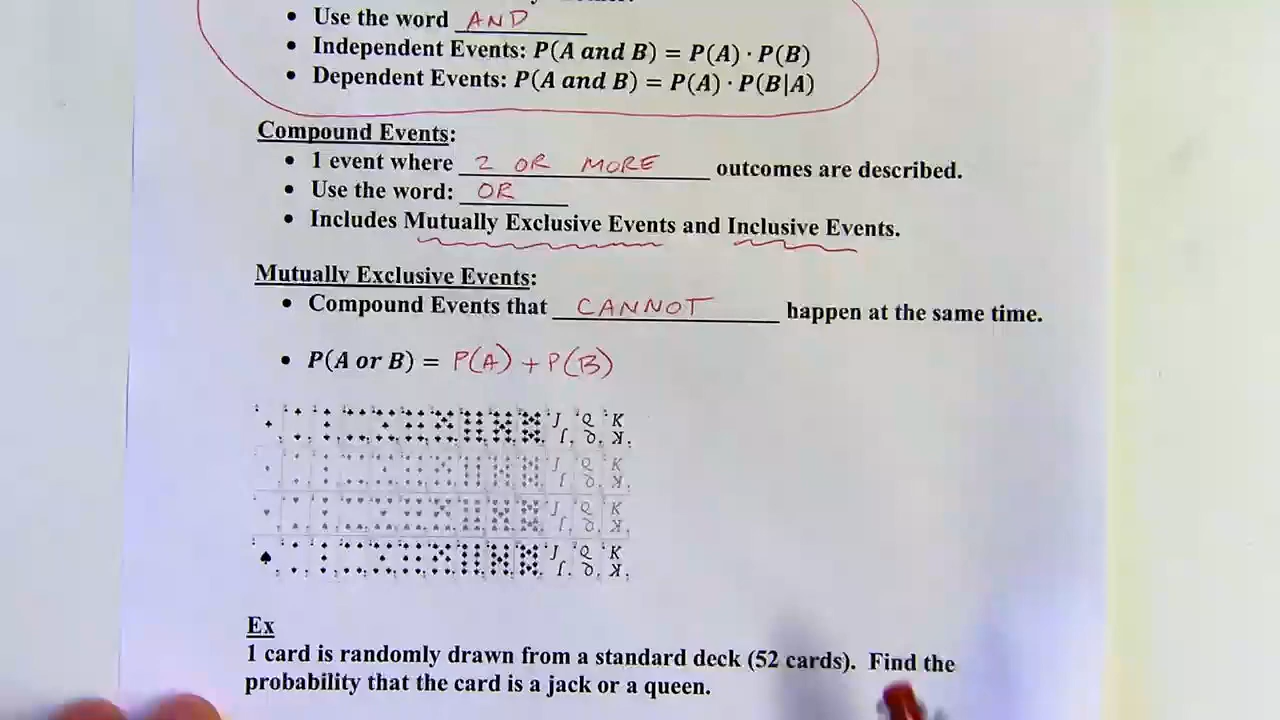 • Use the word AND
• Independent Events: P(A and B) = P(A) · P(B)
• Dependent Events: P(A and B) = P(A) · P(B|A)
Compound Events:
• 1 event where 2 OR MORE outcomes are described.
• Use the word: OR
• Includes Mutually Exclusive Events and Inclusive Events.
Mutually Exclusive Events:
• Compound Events that CANNOT happen at the same time.
• P(A or B) = P(A) + P(B)
J Q K
J Q K
J Q K
J Q K
J Q K
J Q K
J Q K
J Q K
Ex
1 card is randomly drawn from a standard deck (52 cards). Find the
probability that the card is a jack or a queen.